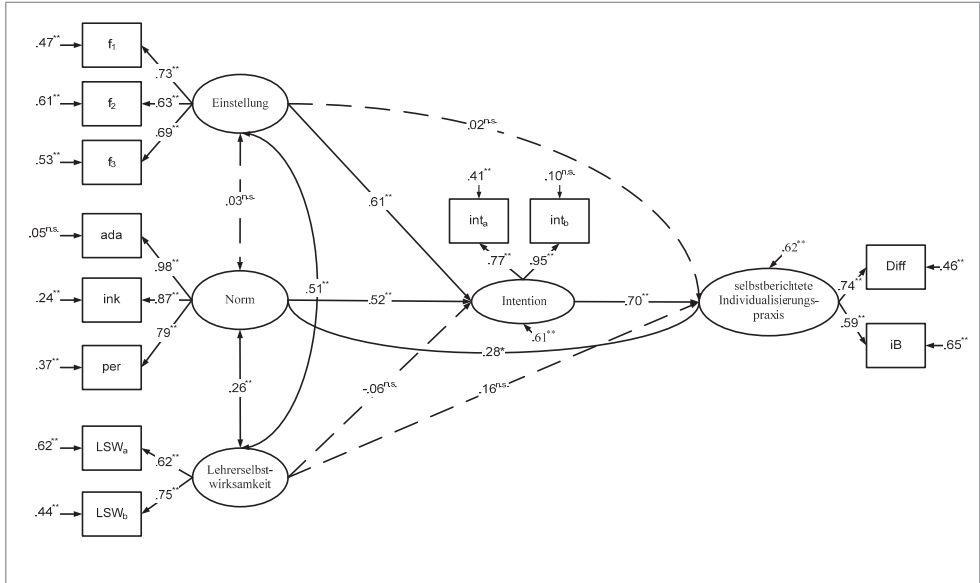 .47**
f1
.73**
.61**
f2
.63**
.53**
f3
.69**
Einstellung
.02n.s.
.03n.s.
.61**
.41**
.10n.s.
inta
intb
.77**
.95**
.05n.s.
ada
.98**
.24**
ink
.87**
.37**
per
.79**
Norm
.51**
.52**
Intention
.61**
.70**
.62**
selbstberichtete
Individualisierungs-
praxis
.74**
Diff
.46**
.59**
iB
.65**
.28*
.26**
-.06n.s.
.16n.s.
.62**
LSWa
.62**
.44**
LSWb
.75**
Lehrerselbst-
wirksamkeit